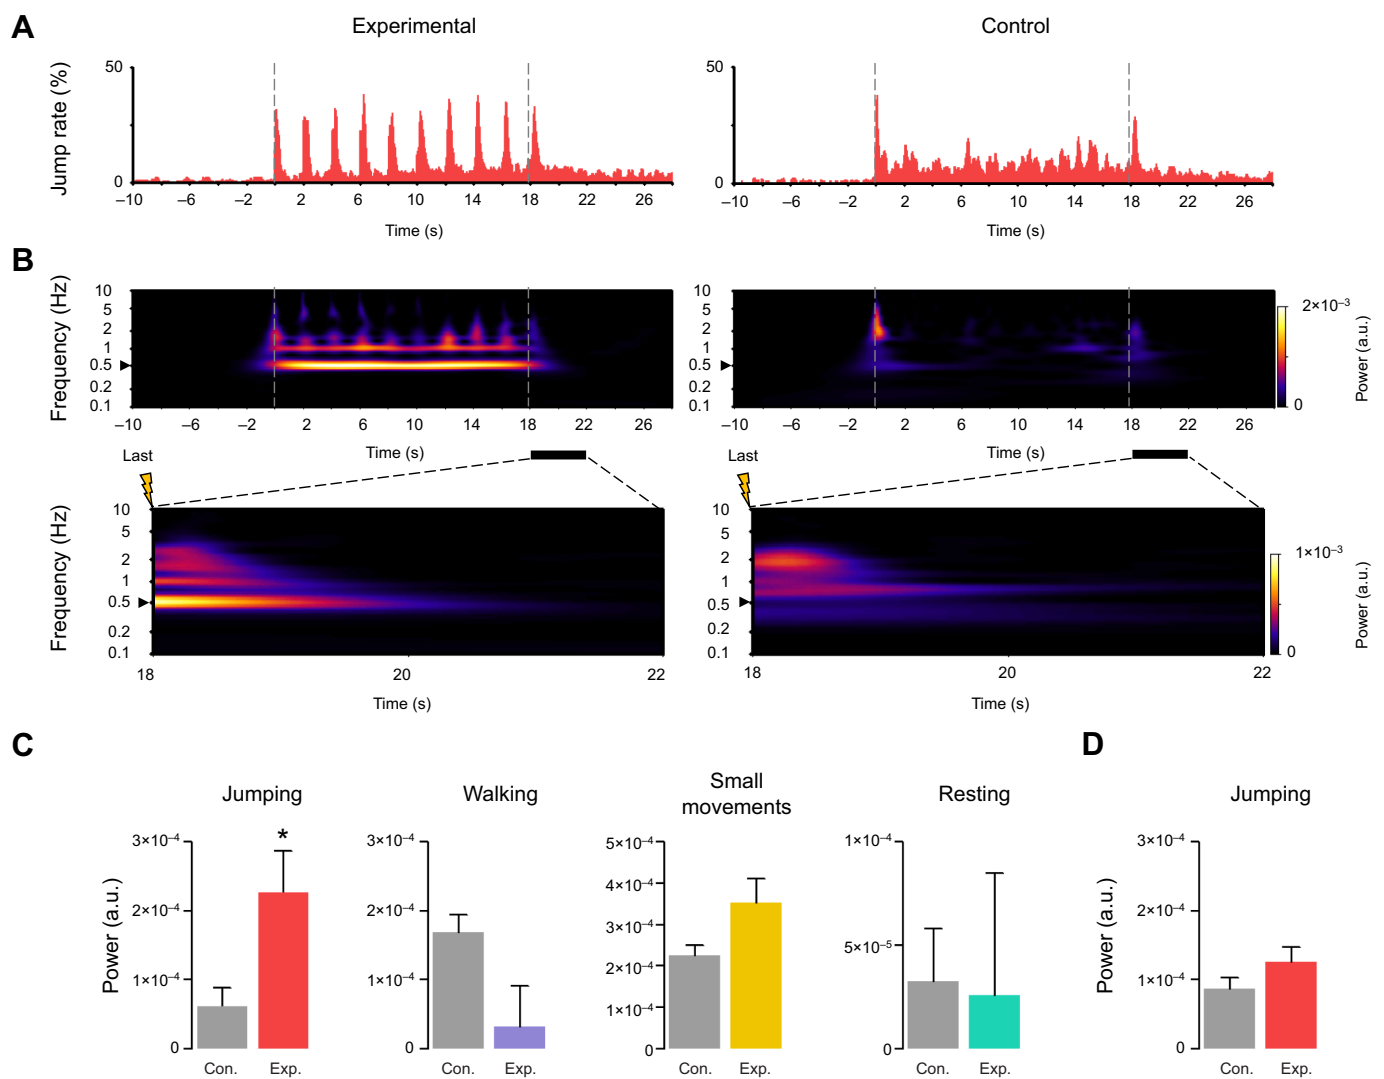 A
Experimental
Control
Jump rate (%)
50
0
–10 –6 –2 2 6 10 14 18 22 26
Time (s)
50
0
–10 –6 –2 2 6 10 14 18 22 26
Time (s)
B
Frequency (Hz)
10
5
2
1
0.5
0.2
0.1
–10 –6 –2 2 6 10 14 18 22 26
Time (s)
10
5
2
1
0.5
0.2
0.1
–10 –6 –2 2 6 10 14 18 22 26
Time (s)
2×10–3
0
Power (a.u.)
Last
Frequency (Hz)
10
5
2
1
0.5
0.2
0.1
18 20 22
Time (s)
Last
10
5
2
1
0.5
0.2
0.1
18 20 22
Time (s)
1×10–3
0
Power (a.u.)
C
Jumping
Power (a.u.)
3×10–4
2×10–4
1×10–4
0
*
Con. Exp.
Walking
3×10–4
2×10–4
1×10–4
0
Con. Exp.
Small
movements
5×10–4
4×10–4
3×10–4
2×10–4
1×10–4
0
Con. Exp.
Resting
1×10–4
5×10–5
0
Con. Exp.
D
Jumping
Power (a.u.)
3×10–4
2×10–4
1×10–4
0
Con. Exp.